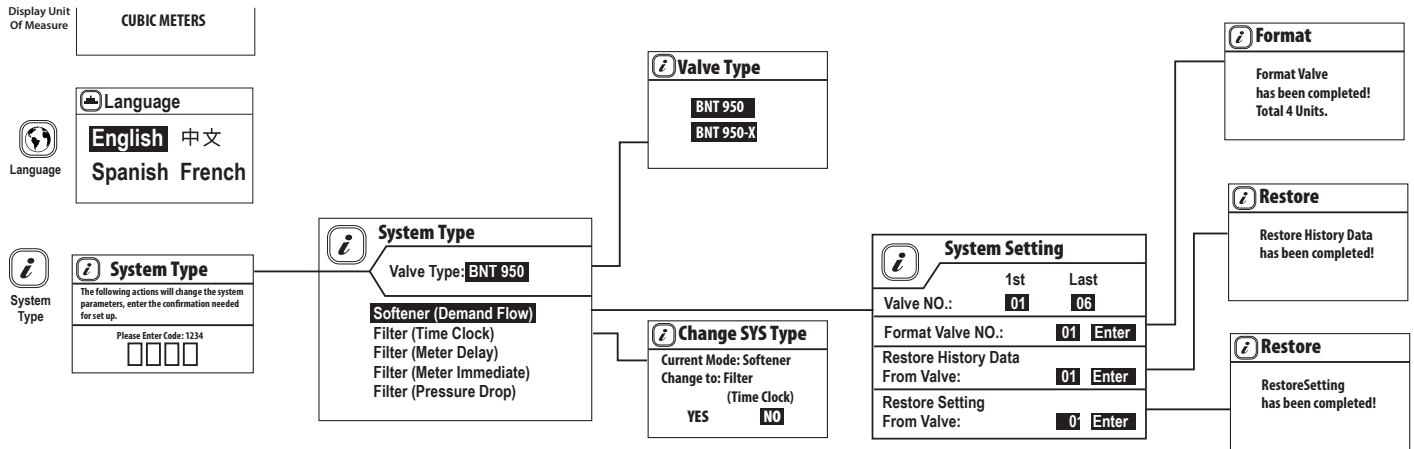 Display Unit
Of Measure
CUBIC METERS
Language
English 中文
Spanish French
Language
System
Type
System Type
The following actions will change the system
parameters, enter the confirmation needed
for set up.
Please Enter Code: 1234
System Type
Valve Type: BNT 950
Softener (Demand Flow)
Filter (Time Clock)
Filter (Meter Delay)
Filter (Meter Immediate)
Filter (Pressure Drop)
Valve Type
BNT 950
BNT 950-X
Change SYS Type
Current Mode: Softener
Change to: Filter
(Time Clock)
YES NO
System Setting
1st Last
Valve NO.: 01 06
Format Valve NO.: 01 Enter
Restore History Data
From Valve: 01 Enter
Restore Setting
From Valve: 01 Enter
Format
Format Valve
has been completed!
Total 4 Units.
Restore
Restore History Data
has been completed!
Restore
RestoreSetting
has been completed!